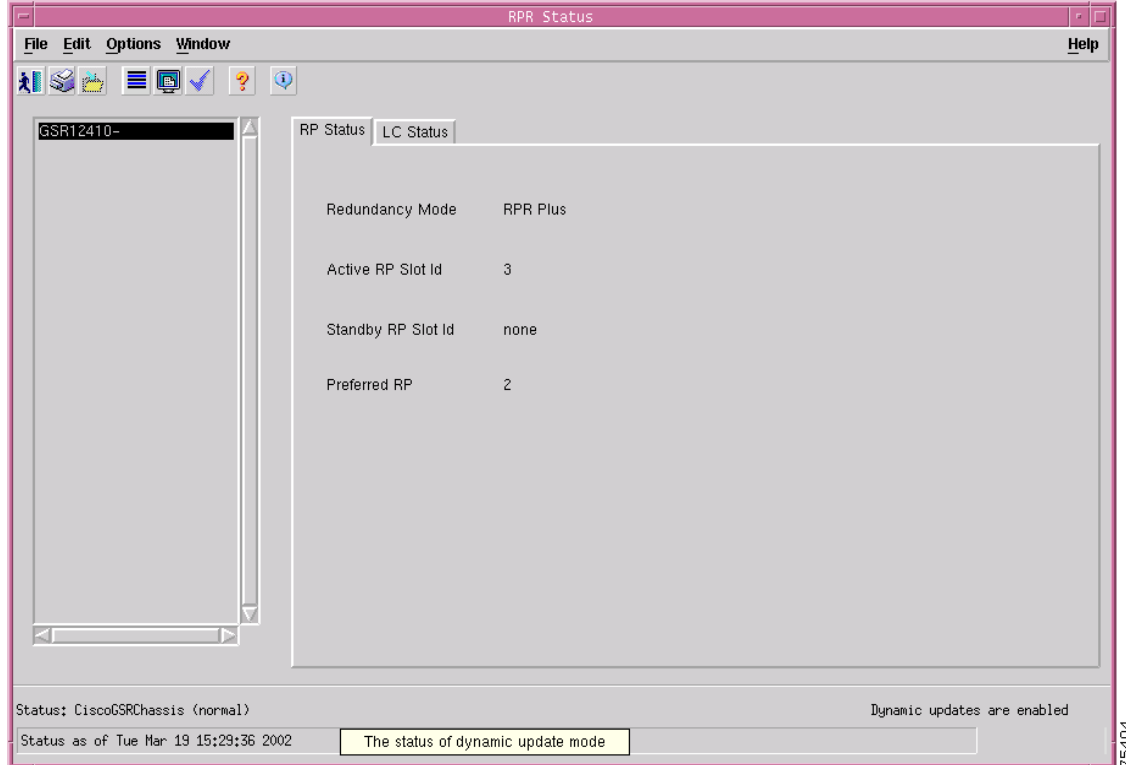 RPR Status
File Edit Options Window Help
GSR12410-
RP Status LC Status
Redundancy Mode RPR Plus
Active RP Slot Id 3
Standby RP Slot Id none
Preferred RP 2
Status: CiscoGSRChassis (normal) Dynamic updates are enabled
Status as of Tue Mar 19 15:29:36 2002 The status of dynamic update mode